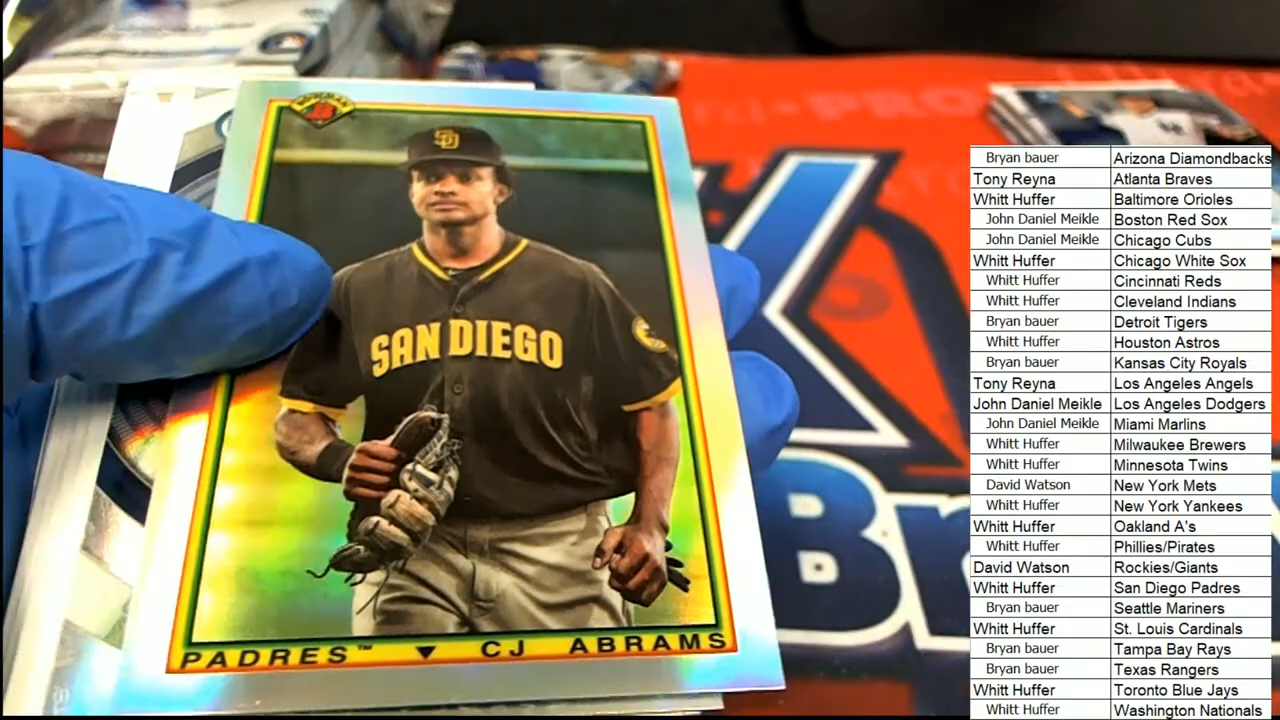 BOWMAN
SD
SAN DIEGO
PADRES™ ▼ CJ ABRAMS
PRO
Br
Bryan bauer Arizona Diamondbacks
Tony Reyna Atlanta Braves
Whitt Huffer Baltimore Orioles
John Daniel Meikle Boston Red Sox
John Daniel Meikle Chicago Cubs
Whitt Huffer Chicago White Sox
Whitt Huffer Cincinnati Reds
Whitt Huffer Cleveland Indians
Bryan bauer Detroit Tigers
Whitt Huffer Houston Astros
Bryan bauer Kansas City Royals
Tony Reyna Los Angeles Angels
John Daniel Meikle Los Angeles Dodgers
John Daniel Meikle Miami Marlins
Whitt Huffer Milwaukee Brewers
Whitt Huffer Minnesota Twins
David Watson New York Mets
Whitt Huffer New York Yankees
Whitt Huffer Oakland A's
Whitt Huffer Phillies/Pirates
David Watson Rockies/Giants
Whitt Huffer San Diego Padres
Bryan bauer Seattle Mariners
Whitt Huffer St. Louis Cardinals
Bryan bauer Tampa Bay Rays
Bryan bauer Texas Rangers
Whitt Huffer Toronto Blue Jays
Whitt Huffer Washington Nationals